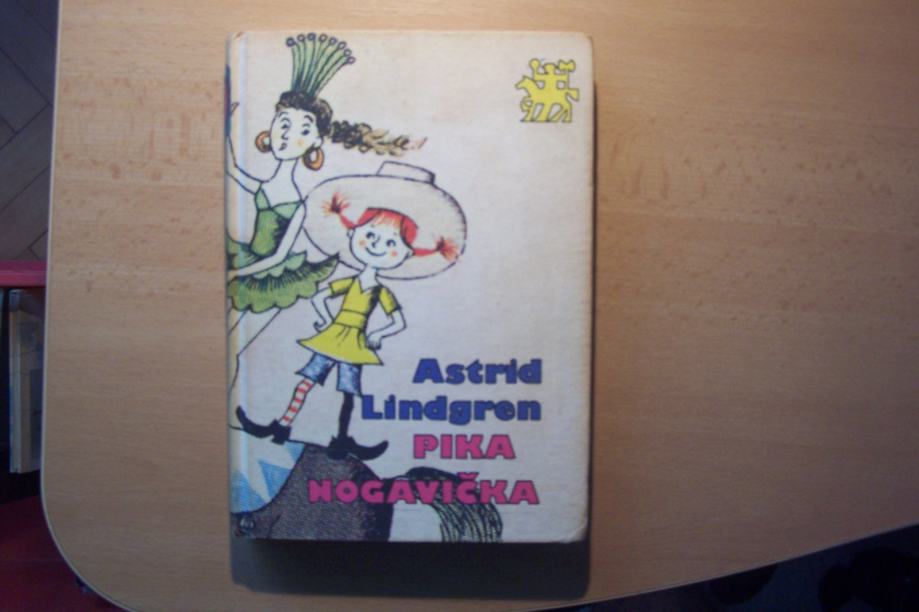 Astrid
Lindgren
PIKA
NOGAVIČKA